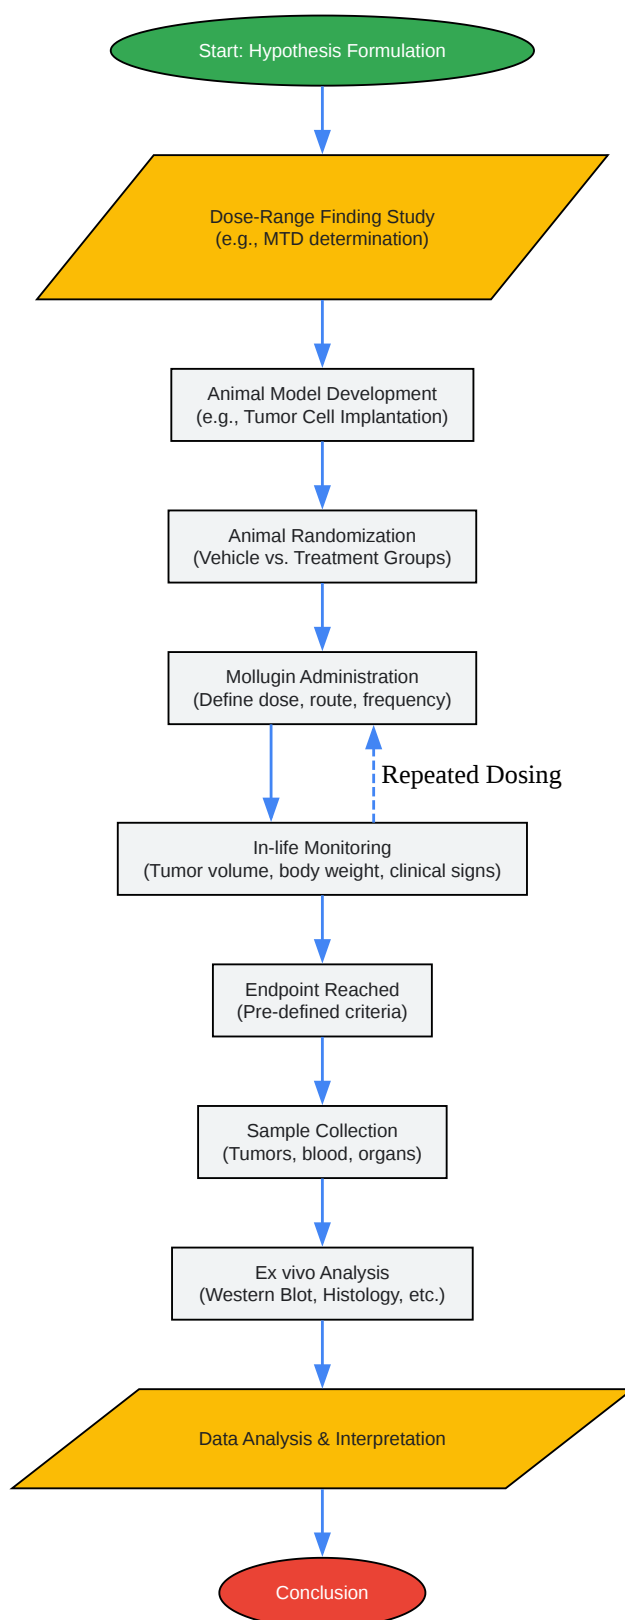 Start: Hypothesis Formulation
Dose-Range Finding Study
(e.g., MTD determination)
Animal Model Development
(e.g., Tumor Cell Implantation)
Animal Randomization
(Vehicle vs. Treatment Groups)
Mollugin Administration
(Define dose, route, frequency)
Repeated Dosing
In-life Monitoring
(Tumor volume, body weight, clinical signs)
Endpoint Reached
(Pre-defined criteria)
Sample Collection
(Tumors, blood, organs)
Ex vivo Analysis
(Western Blot, Histology, etc.)
Data Analysis & Interpretation
Conclusion